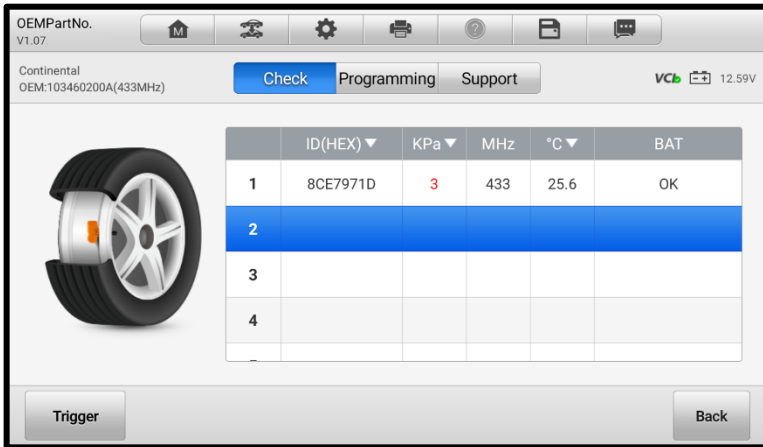 OEMPartNo.
V1.07.
M
?
Continental
OEM:103460200A(433MHz)
Check Programming Support
VCI 12.59V
ID(HEX) ▼ KPa ▼ MHz °C ▼ BAT
1 8CE7971D 3 433 25.6 OK
2
3
4
Trigger
Back